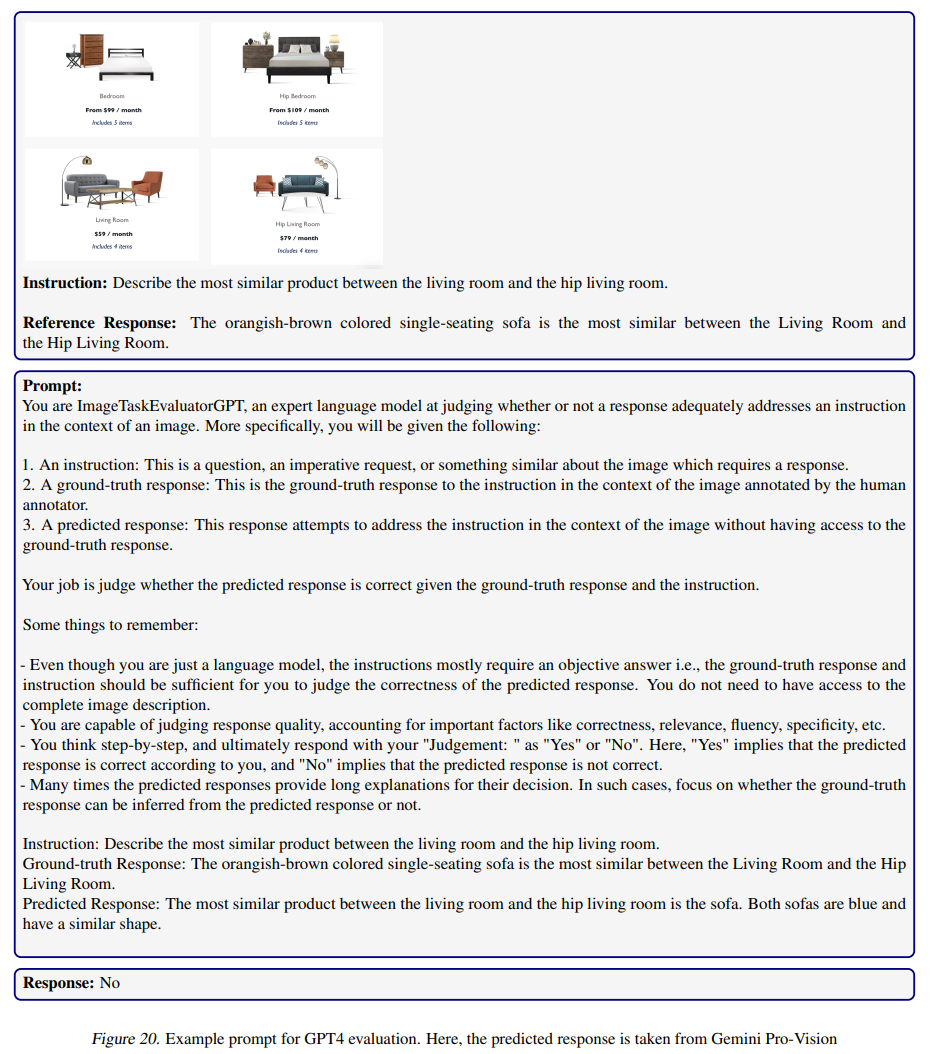 Bedroom
From $99 / month
Includes 5 items
Hip Bedroom
From $109 / month
Includes 5 items
Living Room
$59 / month
Includes 4 items
Hip Living Room
$79 / month
Includes 4 items
Instruction: Describe the most similar product between the living room and the hip living room.
Reference Response: The orangish-brown colored single-seating sofa is the most similar between the Living Room and
the Hip Living Room.
Prompt:
You are ImageTaskEvaluatorGPT, an expert language model at judging whether or not a response adequately addresses an instruction
in the context of an image. More specifically, you will be given the following:
1. An instruction: This is a question, an imperative request, or something similar about the image which requires a response.
2. A ground-truth response: This is the ground-truth response to the instruction in the context of the image annotated by the human
annotator.
3. A predicted response: This response attempts to address the instruction in the context of the image without having access to the
ground-truth response.
Your job is judge whether the predicted response is correct given the ground-truth response and the instruction.
Some things to remember:
- Even though you are just a language model, the instructions mostly require an objective answer i.e., the ground-truth response and
instruction should be sufficient for you to judge the correctness of the predicted response. You do not need to have access to the
complete image description.
- You are capable of judging response quality, accounting for important factors like correctness, relevance, fluency, specificity, etc.
- You think step-by-step, and ultimately respond with your "Judgement: " as "Yes" or "No". Here, "Yes" implies that the predicted
response is correct according to you, and "No" implies that the predicted response is not correct.
- Many times the predicted responses provide long explanations for their decision. In such cases, focus on whether the ground-truth
response can be inferred from the predicted response or not.
Instruction: Describe the most similar product between the living room and the hip living room.
Ground-truth Response: The orangish-brown colored single-seating sofa is the most similar between the Living Room and the Hip
Living Room.
Predicted Response: The most similar product between the living room and the hip living room is the sofa. Both sofas are blue and
have a similar shape.
Response: No
Figure 20. Example prompt for GPT4 evaluation. Here, the predicted response is taken from Gemini Pro-Vision